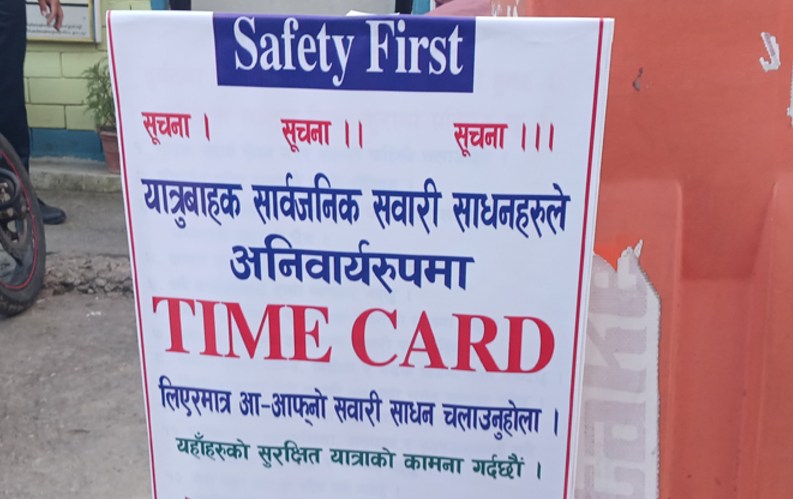 Safety First
सूचना । सूचना ।। सूचना ।।।
यात्रुबाहक सार्वजनिक सवारी साधनहरुले
अनिवार्यरुपमा
TIME CARD
लिएरमात्र आ-आफ्नो सवारी साधन चलाउनुहोला ।
यहाँहरुको सुरक्षित यात्राको कामना गर्दछौं ।